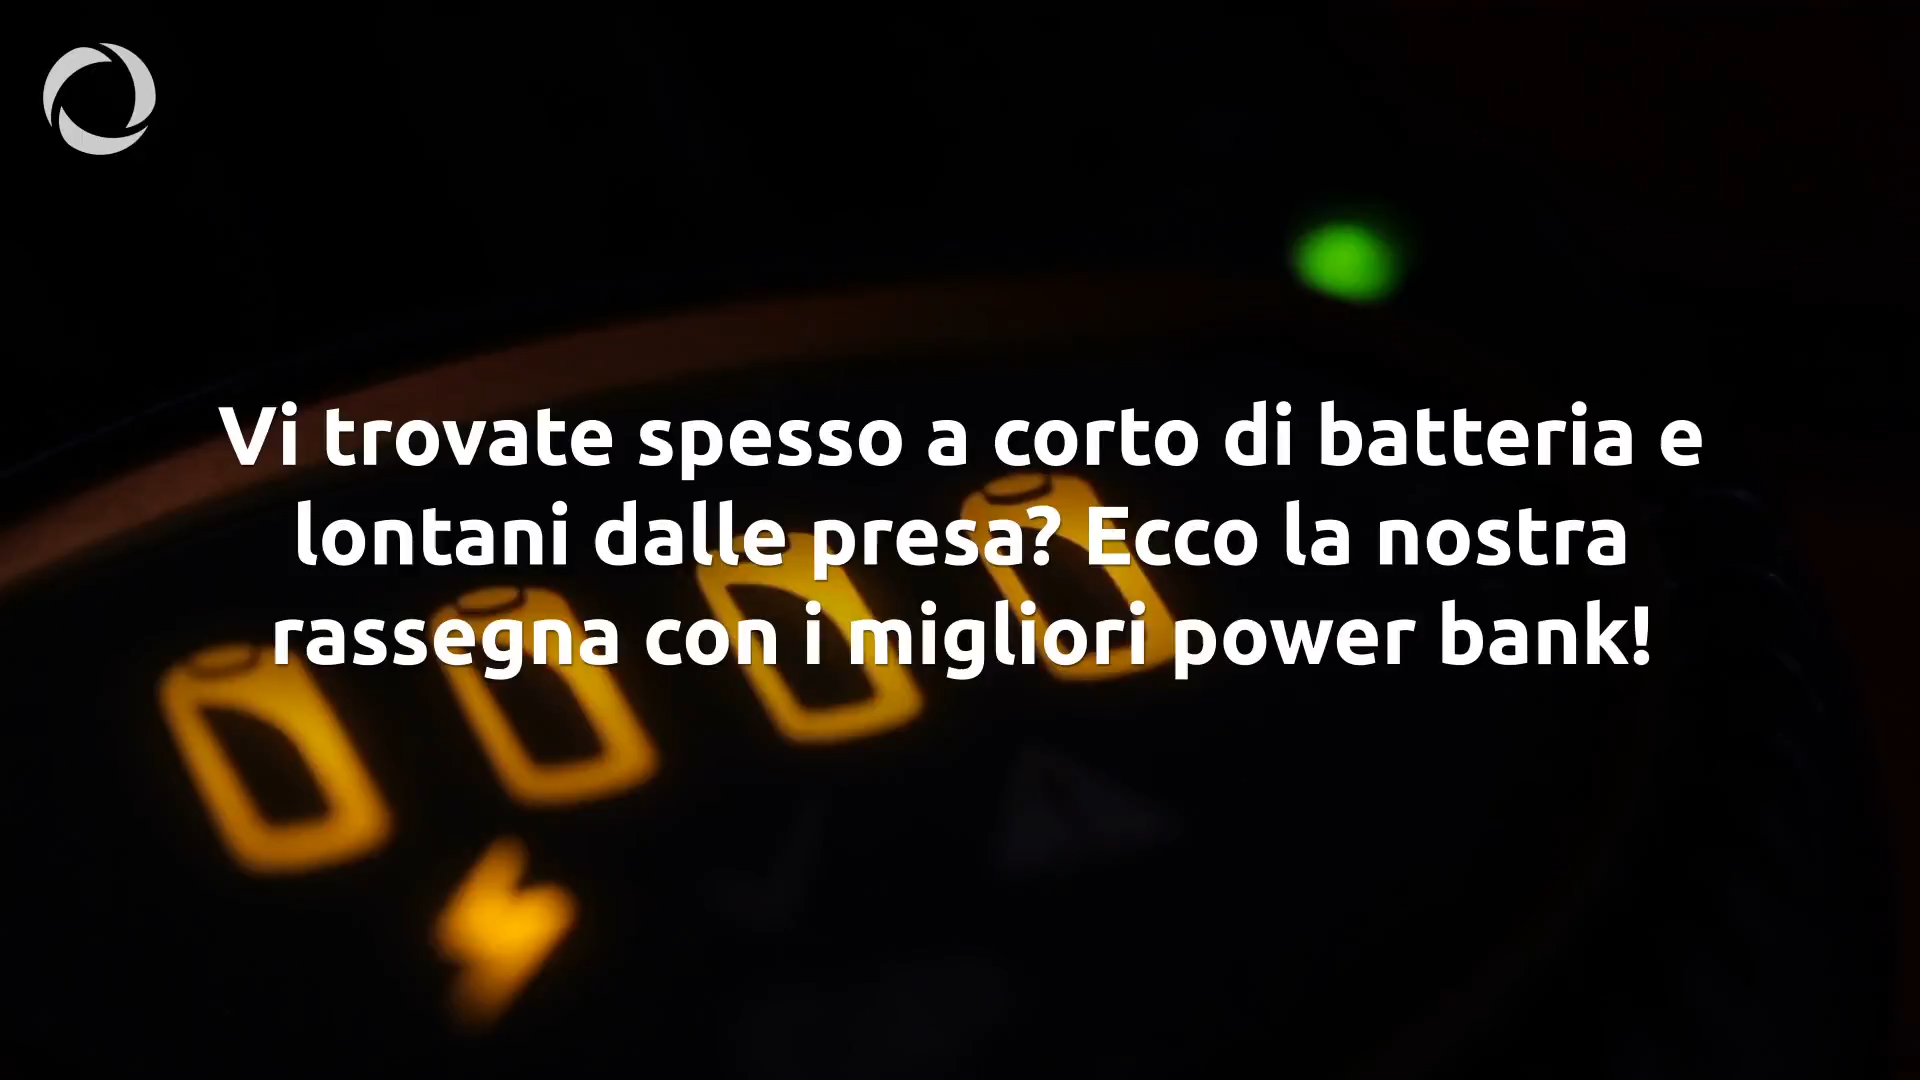 Vi trovate spesso a corto di batteria e
lontani dalle presa? Ecco la nostra
rassegna con i migliori power bank!